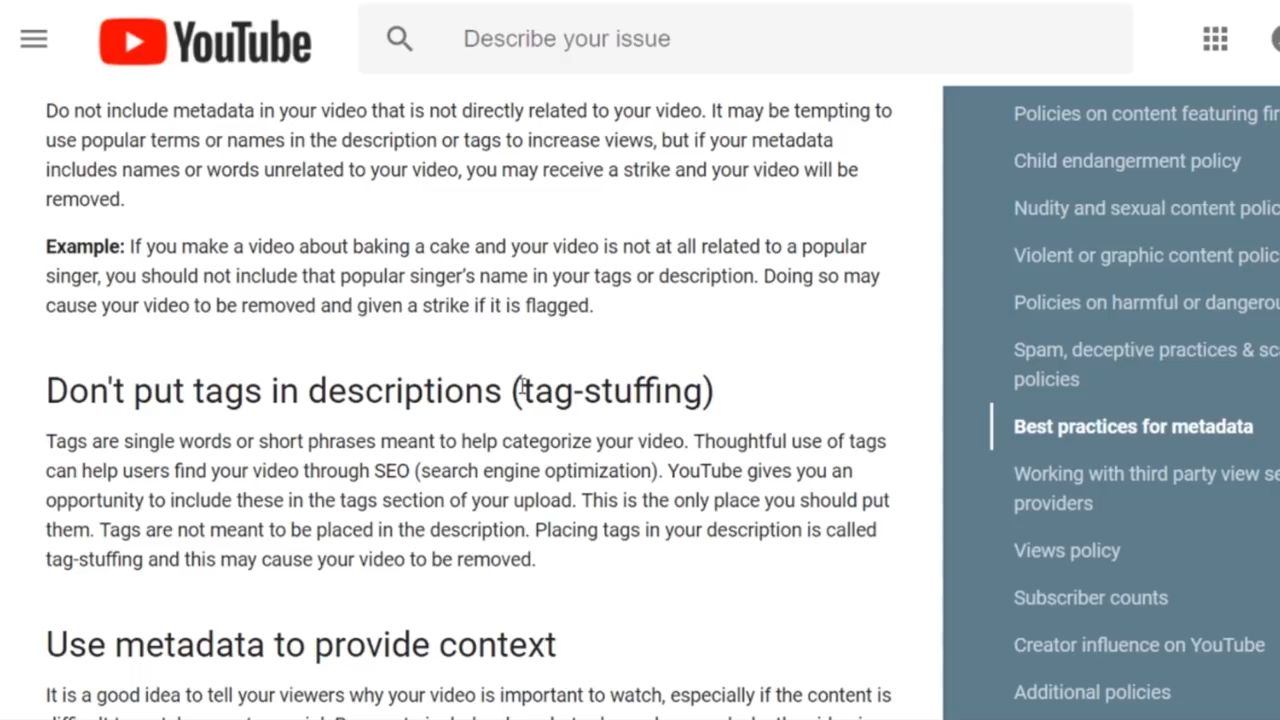 YouTube
Describe your issue
Do not include metadata in your video that is not directly related to your video. It may be tempting to
use popular terms or names in the description or tags to increase views, but if your metadata
includes names or words unrelated to your video, you may receive a strike and your video will be
removed.
Example: If you make a video about baking a cake and your video is not at all related to a popular
singer, you should not include that popular singer's name in your tags or description. Doing so may
cause your video to be removed and given a strike if it is flagged.
Don't put tags in descriptions (tag-stuffing)
Tags are single words or short phrases meant to help categorize your video. Thoughtful use of tags
can help users find your video through SEO (search engine optimization). YouTube gives you an
opportunity to include these in the tags section of your upload. This is the only place you should put
them. Tags are not meant to be placed in the description. Placing tags in your description is called
tag-stuffing and this may cause your video to be removed.
Use metadata to provide context
It is a good idea to tell your viewers why your video is important to watch, especially if the content is
Policies on content featuring
Child endangerment policy
Nudity and sexual content
Violent or graphic content
Policies on harmful or
Spam, deceptive practices &
policies
Best practices for metadata
Working with third party view
providers
Views policy
Subscriber counts
Creator influence on YouTube
Additional policies